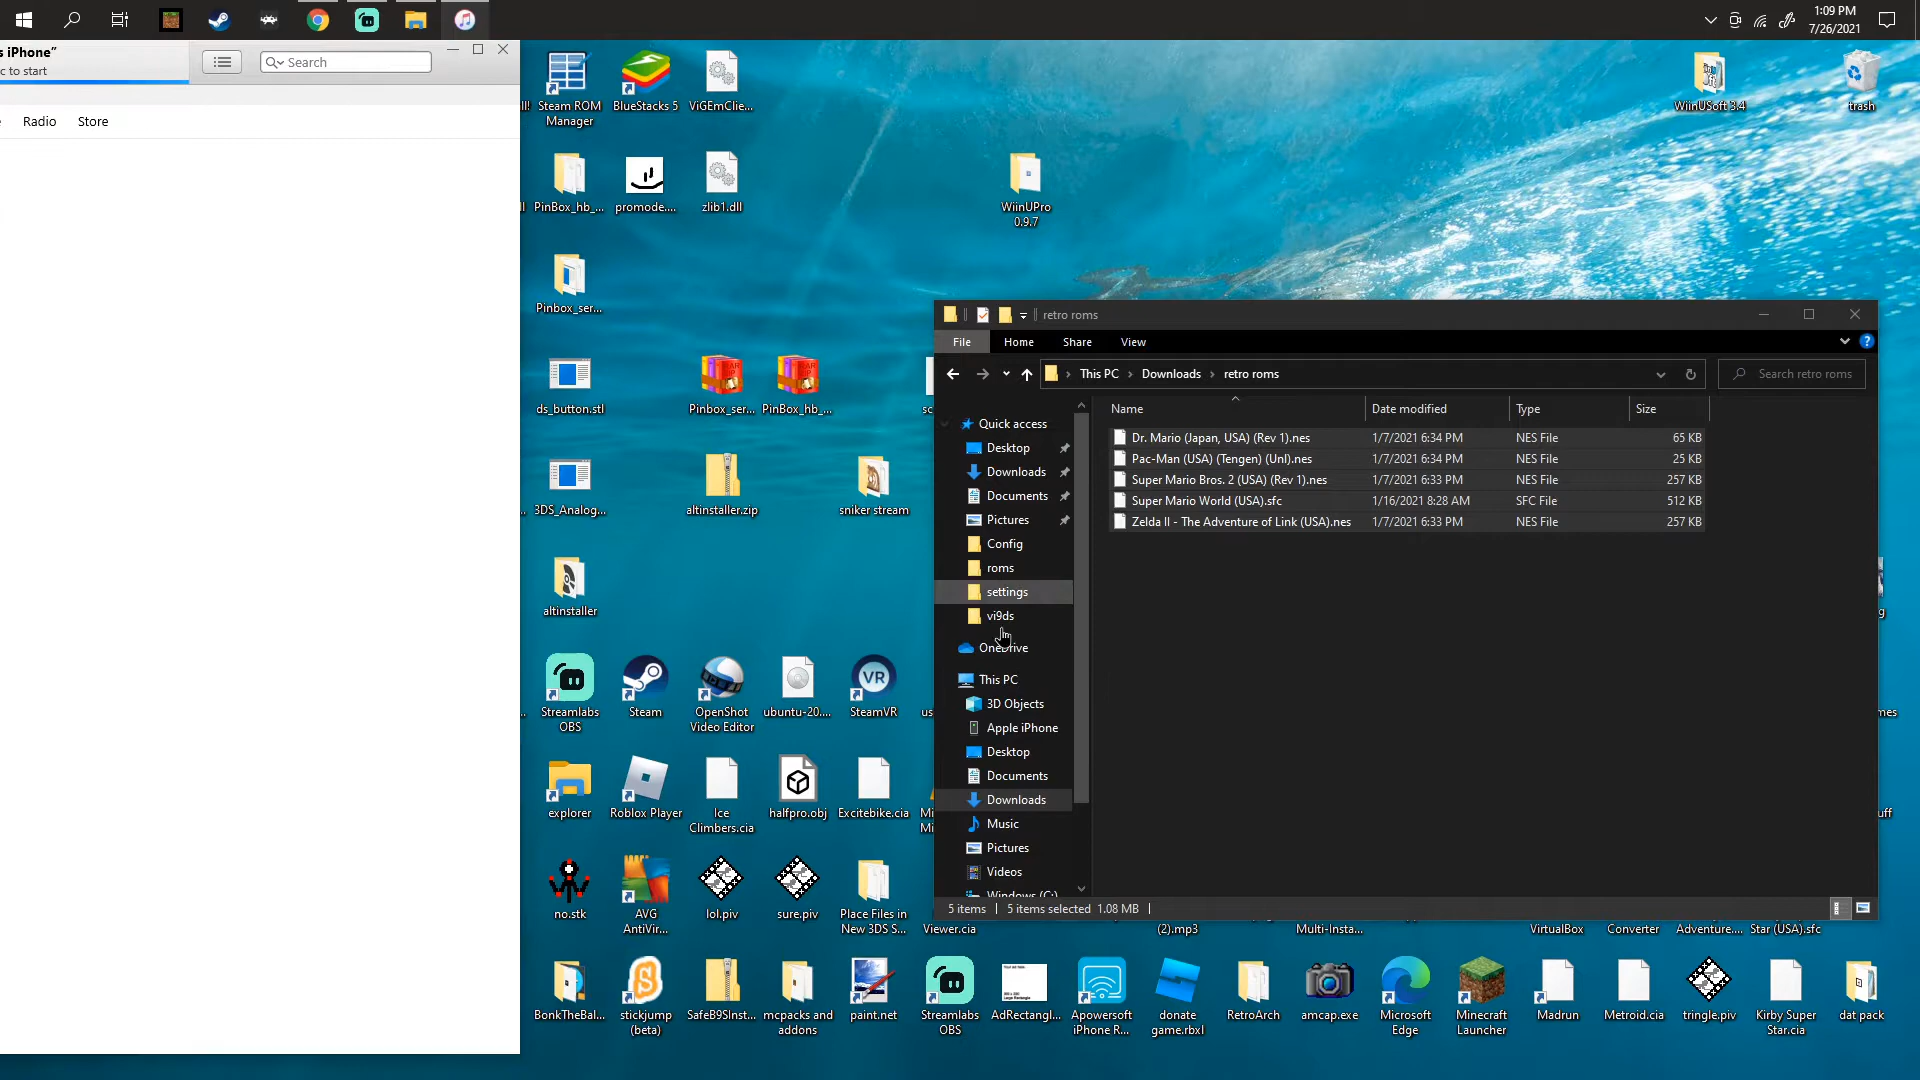 1:09 PM
7/26/2021
s iPhone”
c to start
Search
Radio
Store
Steam ROM Manager
BlueStacks 5
ViGEmClie...
WiinUSoft 3.4
trash
PinBox_hb_...
promode....
zlib1.dll
WiinUPro 0.9.7
Pinbox_ser...
ds_button.stl
Pinbox_ser...
PinBox_hb_...
3DS_Analog...
altinstaller.zip
sniker stream
altinstaller
retro roms
File
Home
Share
View
This PC
Downloads
retro roms
Search retro roms
Name
Date modified
Type
Size
Dr. Mario (Japan, USA) (Rev 1).nes 1/7/2021 6:34 PM NES File 65 KB
Pac-Man (USA) (Tengen) (Unl).nes 1/7/2021 6:34 PM NES File 25 KB
Super Mario Bros. 2 (USA) (Rev 1).nes 1/7/2021 6:33 PM NES File 257 KB
Super Mario World (USA).sfc 1/16/2021 8:28 AM SFC File 512 KB
Zelda II - The Adventure of Link (USA).nes 1/7/2021 6:33 PM NES File 257 KB
Quick access
Desktop
Downloads
Documents
Pictures
Config
roms
settings
vi9ds
OneDrive
This PC
3D Objects
Apple iPhone
Desktop
Documents
Downloads
Music
Pictures
Videos
Windows (C:)
5 items
5 items selected 1.08 MB
Streamlabs OBS
Steam
OpenShot Video Editor
ubuntu-20....
VR
SteamVR
explorer
Roblox Player
Ice Climbers.cia
halfpro.obj
Excitebike.cia
no.stk
AVG AntiVir...
lol.piv
sure.piv
Place Files in New 3DS S...
Viewer.cia
(2).mp3
Multi-Insta...
VirtualBox
Converter
Adventure....
Star (USA).sfc
BonkTheBal...
stickjump (beta)
SafeB9SInst...
mcpacks and addons
paint.net
Streamlabs OBS
AdRectangl...
Apowersoft iPhone R...
donate game.rbxl
RetroArch
amcap.exe
Microsoft Edge
Minecraft Launcher
Madrun
Metroid.cia
tringle.piv
Kirby Super Star.cia
dat pack